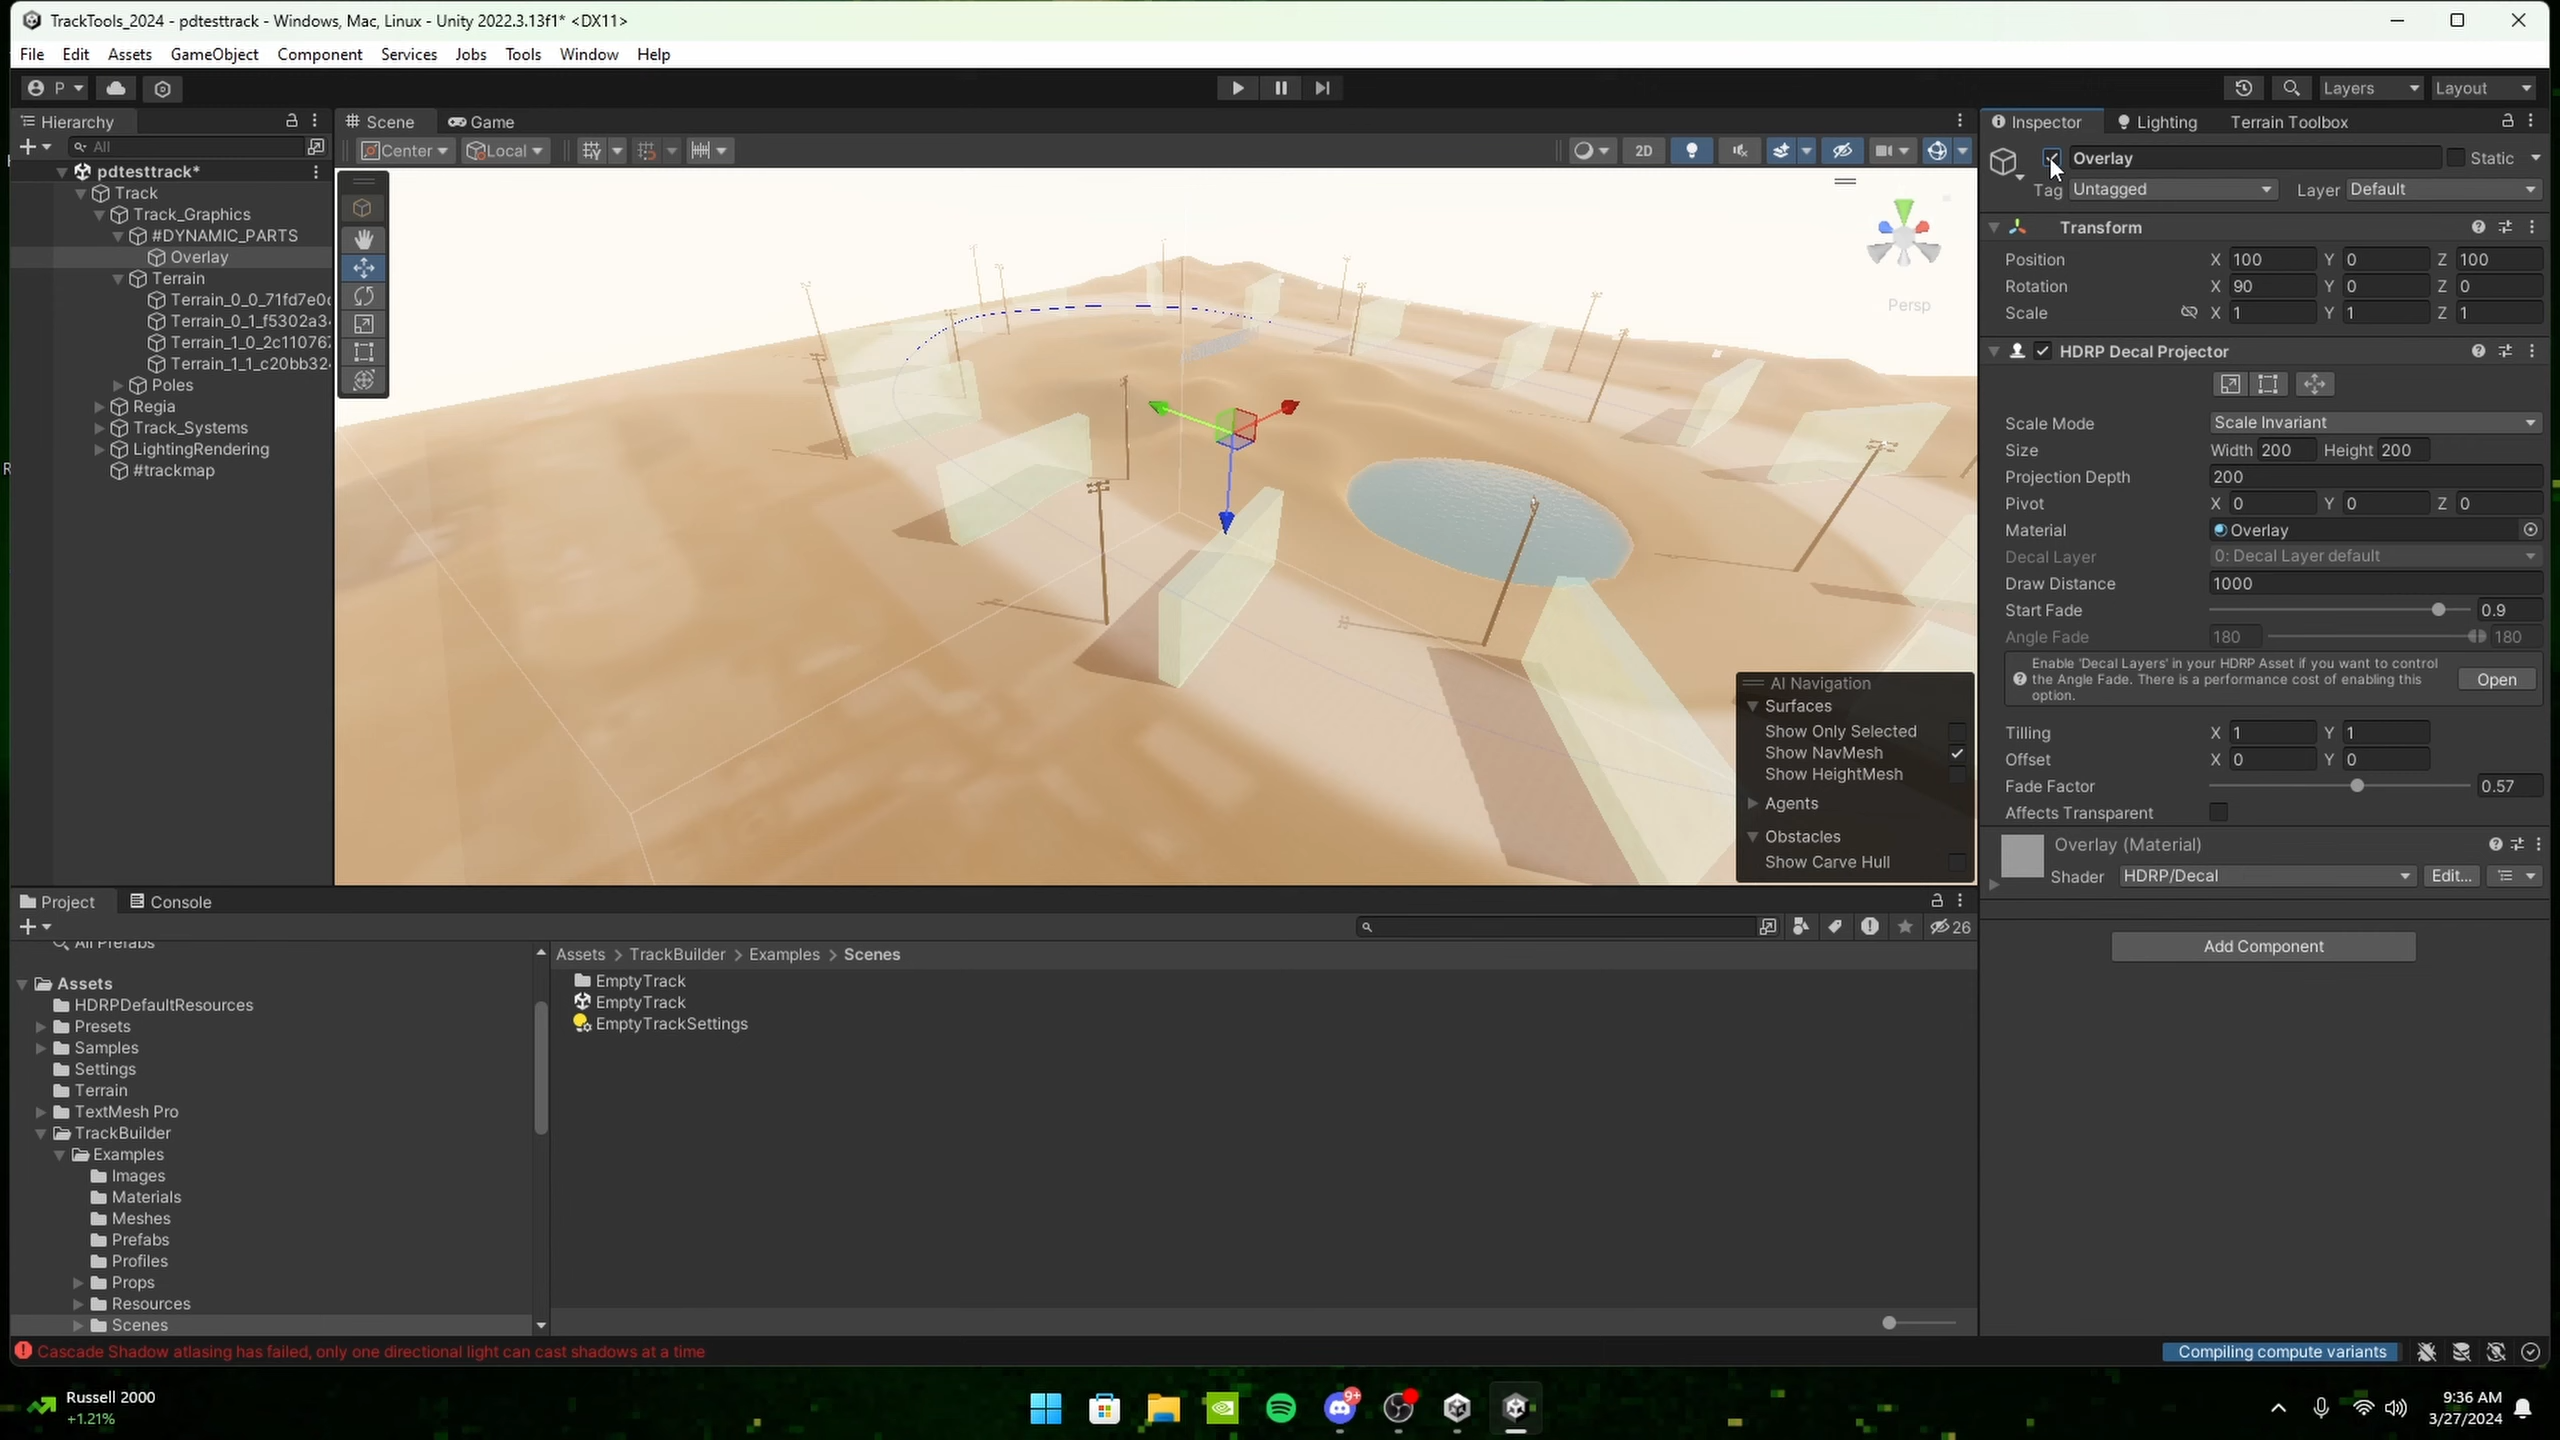 TrackTools_2024 - pdtesttrack - Windows, Mac, Linux - Unity 2022.3.13f1* <DX11>
File Edit Assets GameObject Component Services Jobs Tools Window Help
P
Layers Layout
Hierarchy
All
pdtesttrack*
Track
Track_Graphics
#DYNAMIC_PARTS
Overlay
Terrain
Terrain_0_0_71fd7e0
Terrain_0_1_f5302a3
Terrain_1_0_2c11076
Terrain_1_1_c20bb32
Poles
Regia
Track_Systems
LightingRendering
#trackmap
Scene Game
Center Local
2D
Persp
AI Navigation
Surfaces
Show Only Selected
Show NavMesh
Show HeightMesh
Agents
Obstacles
Show Carve Hull
Inspector Lighting Terrain Toolbox
Overlay Static
Tag Untagged Layer Default
Transform
Position X 100 Y 0 Z 100
Rotation X 90 Y 0 Z 0
Scale X 1 Y 1 Z 1
HDRP Decal Projector
Scale Mode Scale Invariant
Size Width 200 Height 200
Projection Depth 200
Pivot X 0 Y 0 Z 0
Material Overlay
Decal Layer 0: Decal Layer default
Draw Distance 1000
Start Fade 0.9
Angle Fade 180 180
Enable 'Decal Layers' in your HDRP Asset if you want to control
the Angle Fade. There is a performance cost of enabling this
option.
Open
Tilling X 1 Y 1
Offset X 0 Y 0
Fade Factor 0.57
Affects Transparent
Overlay (Material)
Shader HDRP/Decal Edit...
Add Component
Project Console
26
All Prefabs
Assets
HDRPDefaultResources
Presets
Samples
Settings
Terrain
TextMesh Pro
TrackBuilder
Examples
Images
Materials
Meshes
Prefabs
Profiles
Props
Resources
Scenes
Assets > TrackBuilder > Examples > Scenes
EmptyTrack
EmptyTrack
EmptyTrackSettings
Cascade Shadow atlasing has failed, only one directional light can cast shadows at a time
Compiling compute variants
Russell 2000
+1.21%
9+
9:36 AM
3/27/2024